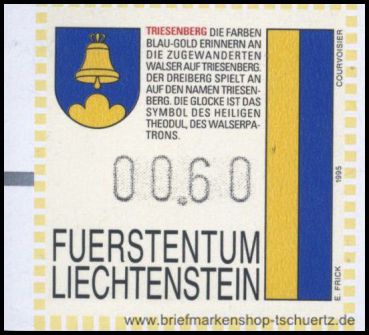 TRIESENBERG DIE FARBEN
BLAU-GOLD ERINNERN AN
DIE ZUGEWANDERTEN
WALSER AUF TRIESENBERG.
DER DREIBERG SPIELT AN
AUF DEN NAMEN TRIESEN-
BERG. DIE GLOCKE IST DAS
SYMBOL DES HEILIGEN
THEODUL, DES WALSERPA-
TRONS.
00.60
FUERSTENTUM
LIECHTENSTEIN
COURVOISIER
1995
E. FRICK
www.briefmarkenshop-tschuertz.de